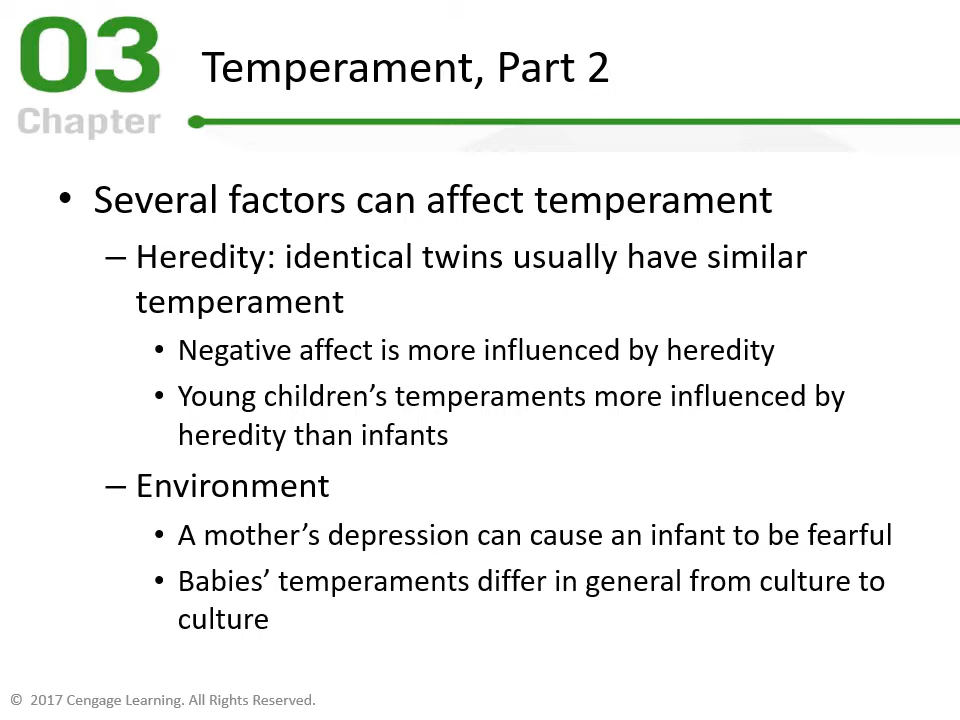 03
Chapter
Temperament, Part 2
• Several factors can affect temperament
– Heredity: identical twins usually have similar
temperament
• Negative affect is more influenced by heredity
• Young children’s temperaments more influenced by
heredity than infants
– Environment
• A mother’s depression can cause an infant to be fearful
• Babies’ temperaments differ in general from culture to
culture
© 2017 Cengage Learning. All Rights Reserved.